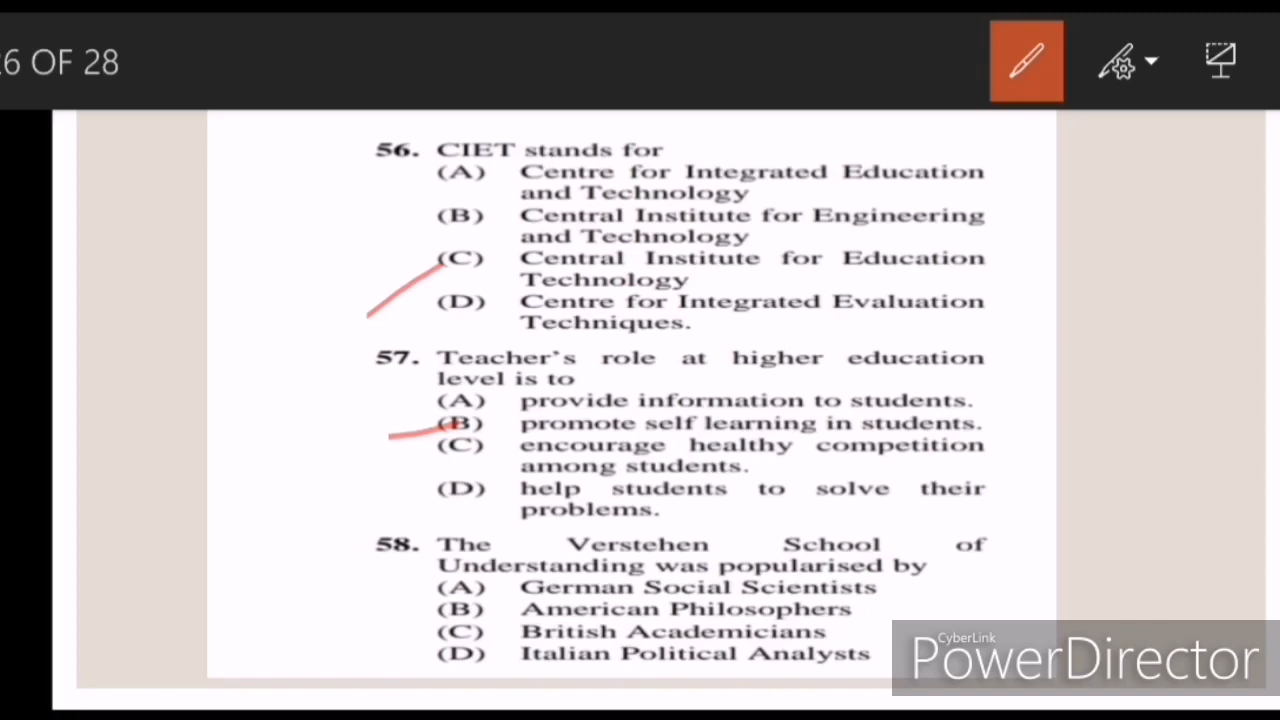 6 OF 28
56. CIET stands for
(A) Centre for Integrated Education
and Technology
(B) Central Institute for Engineering
and Technology
(C) Central Institute for Education
Technology
(D) Centre for Integrated Evaluation
Techniques.
57. Teacher's role at higher education
level is to
(A) provide information to students.
(B) promote self learning in students.
(C) encourage healthy competition
among students.
(D) help students to solve their
problems.
58. The Verstehen School of
Understanding was popularised by
(A) German Social Scientists
(B) American Philosophers
(C) British Academicians
(D) Italian Political Analysts
CyberLink
PowerDirector